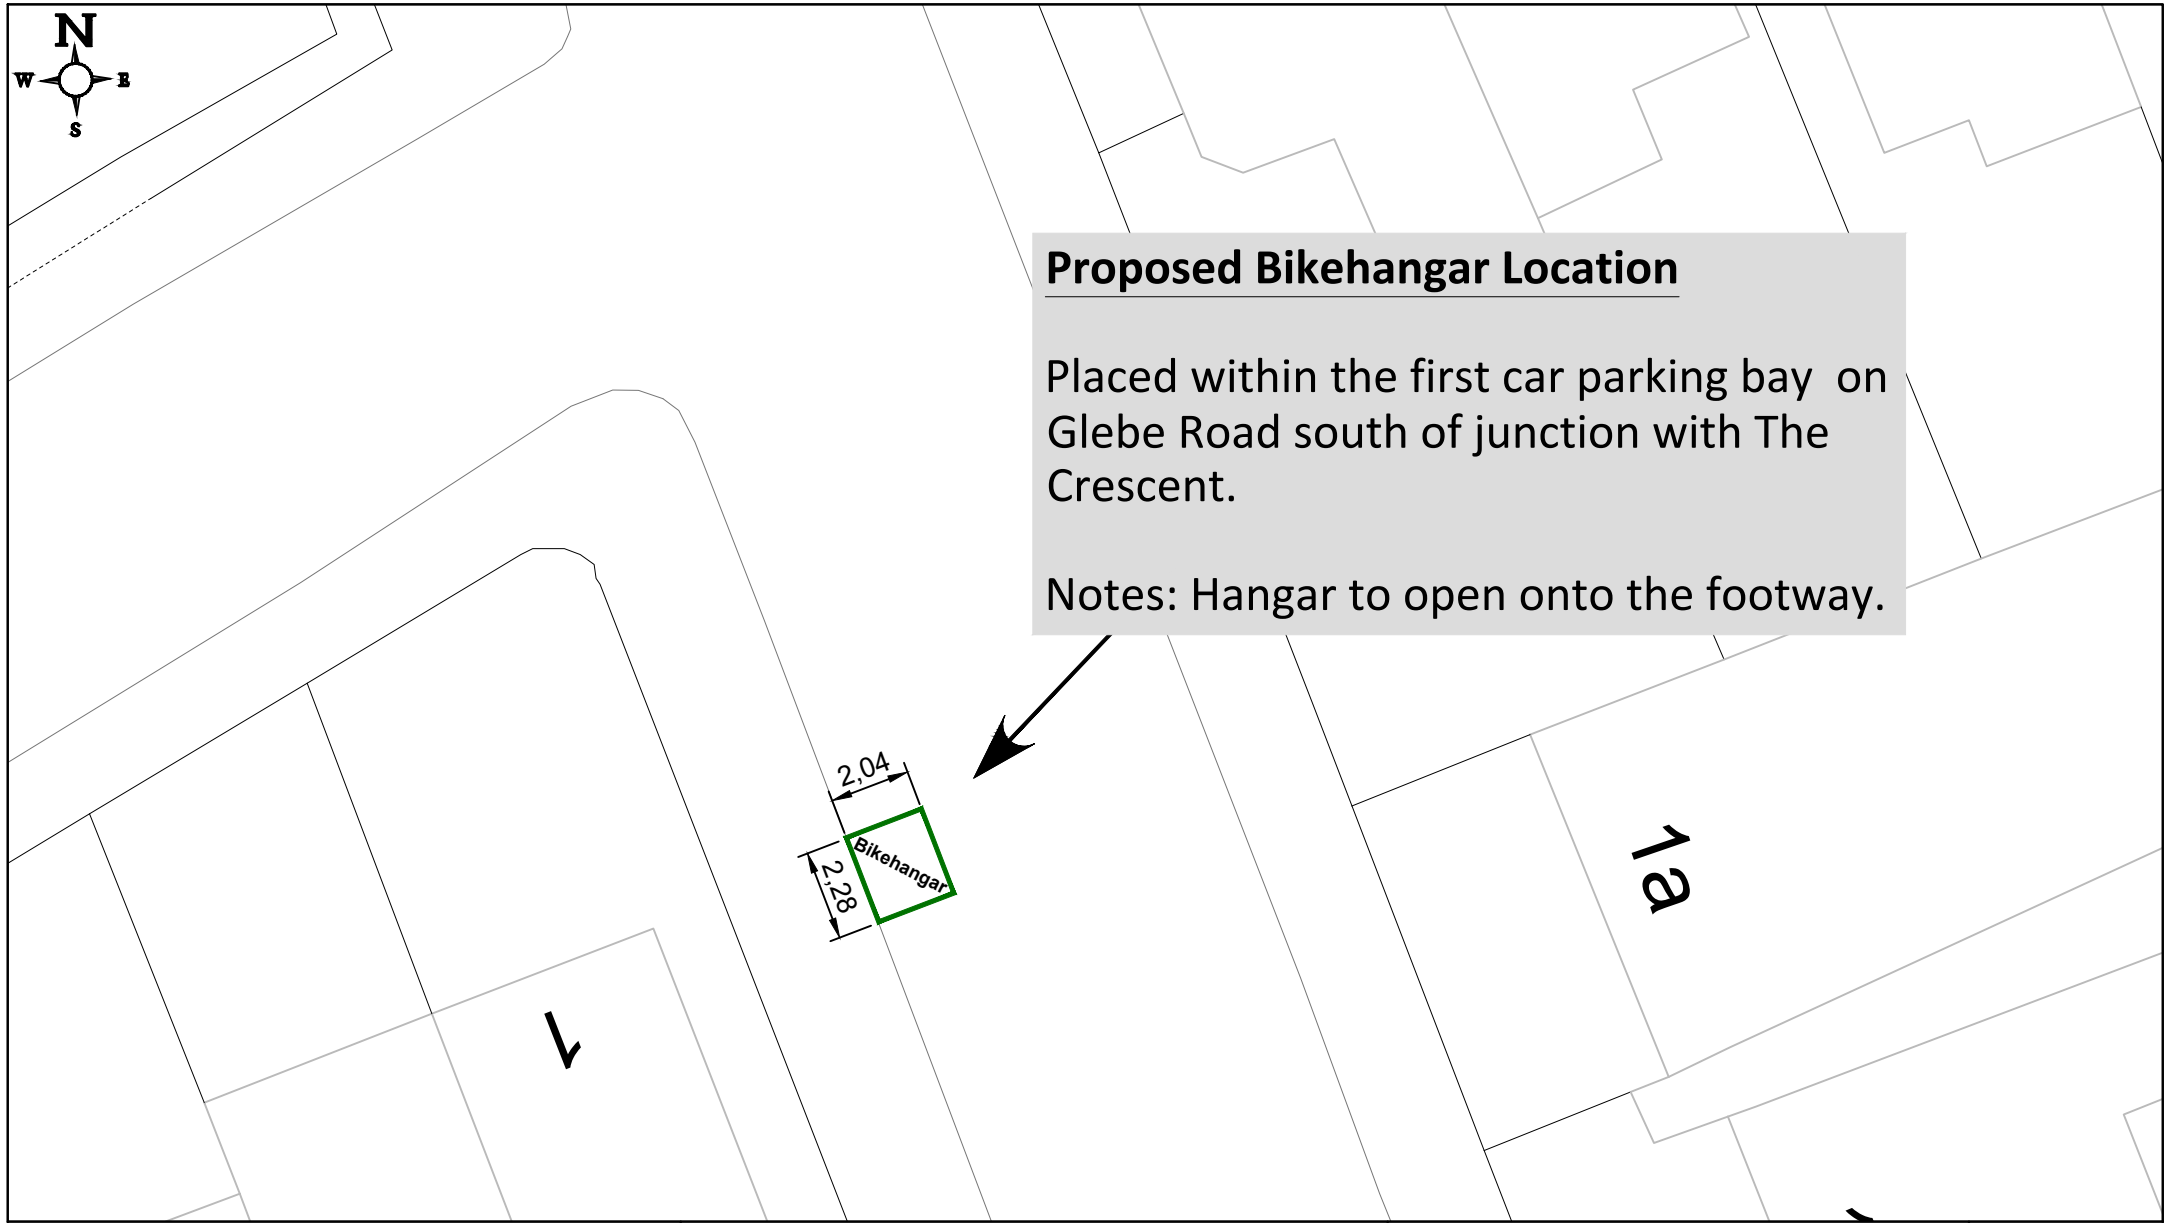 N
W E
S
Proposed Bikehangar Location
Placed within the first car parking bay on
Glebe Road south of junction with The
Crescent.
Notes: Hangar to open onto the footway.
2,04
Bikehangar
2,28
1a
1